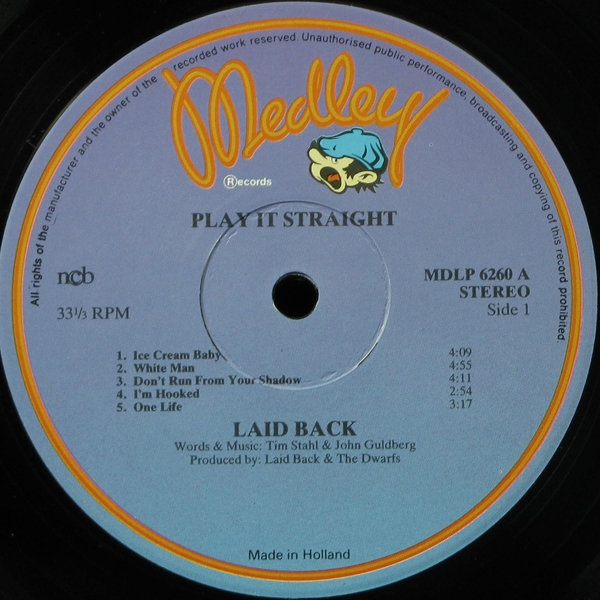 All rights of the manufacturer and the owner of the recorded work reserved. Unauthorised public performance, broadcasting and copying of this record prohibited.
Medley
Ⓡecords
PLAY IT STRAIGHT
ncb
MDLP 6260 A
STEREO
33⅓ RPM
Side 1
1. Ice Cream Baby 4:09
2. White Man 4:55
3. Don't Run From Your Shadow 4:11
4. I'm Hooked 2:54
5. One Life 3:17
LAID BACK
Words & Music: Tim Stahl & John Guldberg
Produced by: Laid Back & The Dwarfs
Made in Holland